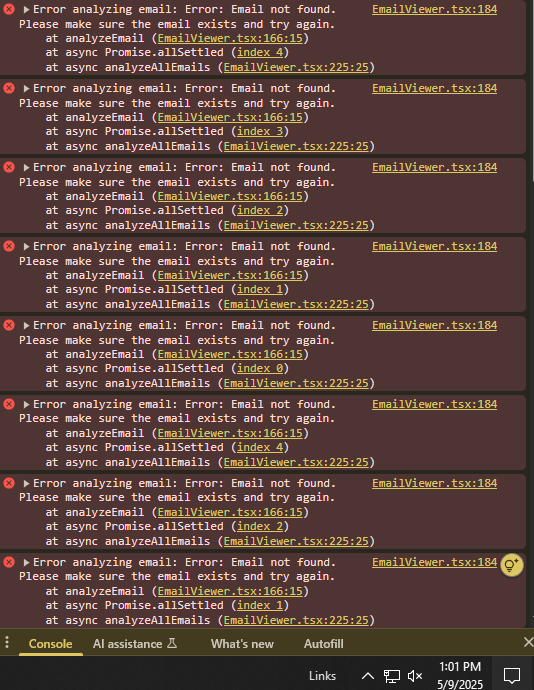 Error analyzing email: Error: Email not found. EmailViewer.tsx:184
Please make sure the email exists and try again.
at analyzeEmail (EmailViewer.tsx:166:15)
at async Promise.allSettled (index 4)
at async analyzeAllEmails (EmailViewer.tsx:225:25)
Error analyzing email: Error: Email not found. EmailViewer.tsx:184
Please make sure the email exists and try again.
at analyzeEmail (EmailViewer.tsx:166:15)
at async Promise.allSettled (index 3)
at async analyzeAllEmails (EmailViewer.tsx:225:25)
Error analyzing email: Error: Email not found. EmailViewer.tsx:184
Please make sure the email exists and try again.
at analyzeEmail (EmailViewer.tsx:166:15)
at async Promise.allSettled (index 2)
at async analyzeAllEmails (EmailViewer.tsx:225:25)
Error analyzing email: Error: Email not found. EmailViewer.tsx:184
Please make sure the email exists and try again.
at analyzeEmail (EmailViewer.tsx:166:15)
at async Promise.allSettled (index 1)
at async analyzeAllEmails (EmailViewer.tsx:225:25)
Error analyzing email: Error: Email not found. EmailViewer.tsx:184
Please make sure the email exists and try again.
at analyzeEmail (EmailViewer.tsx:166:15)
at async Promise.allSettled (index 0)
at async analyzeAllEmails (EmailViewer.tsx:225:25)
Error analyzing email: Error: Email not found. EmailViewer.tsx:184
Please make sure the email exists and try again.
at analyzeEmail (EmailViewer.tsx:166:15)
at async Promise.allSettled (index 4)
at async analyzeAllEmails (EmailViewer.tsx:225:25)
Error analyzing email: Error: Email not found. EmailViewer.tsx:184
Please make sure the email exists and try again.
at analyzeEmail (EmailViewer.tsx:166:15)
at async Promise.allSettled (index 2)
at async analyzeAllEmails (EmailViewer.tsx:225:25)
Error analyzing email: Error: Email not found. EmailViewer.tsx:184
Please make sure the email exists and try again.
at analyzeEmail (EmailViewer.tsx:166:15)
at async Promise.allSettled (index 1)
at async analyzeAllEmails (EmailViewer.tsx:225:25)
Console AI assistance What's new Autofill
Links 1:01 PM
5/9/2025